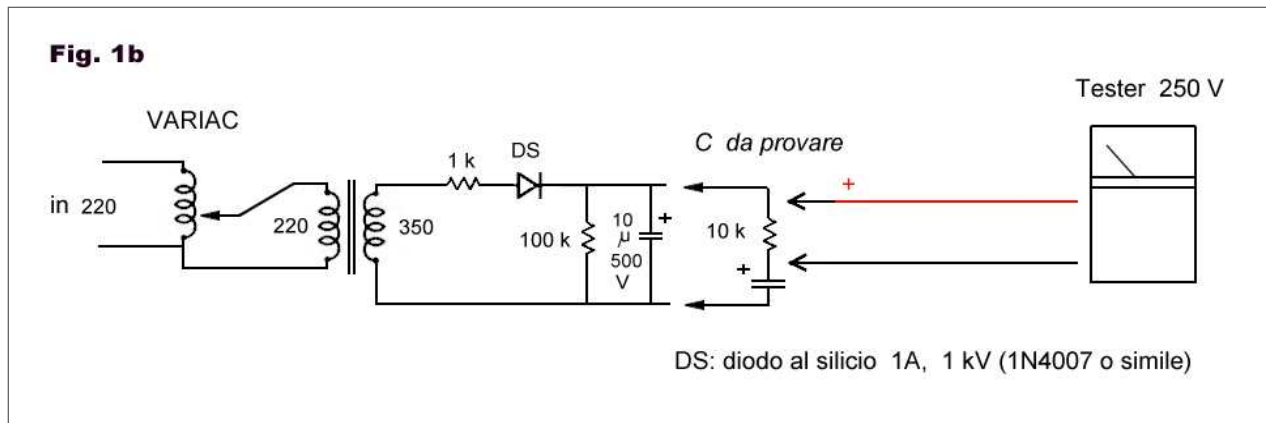 Fig. 1b
Tester 250 V
VARIAC
C da provare
1 k
DS
+
in 220
220
350
100 k
10
μ
500
V
+
10 k
+
DS: diodo al silicio 1A, 1 kV (1N4007 o simile)